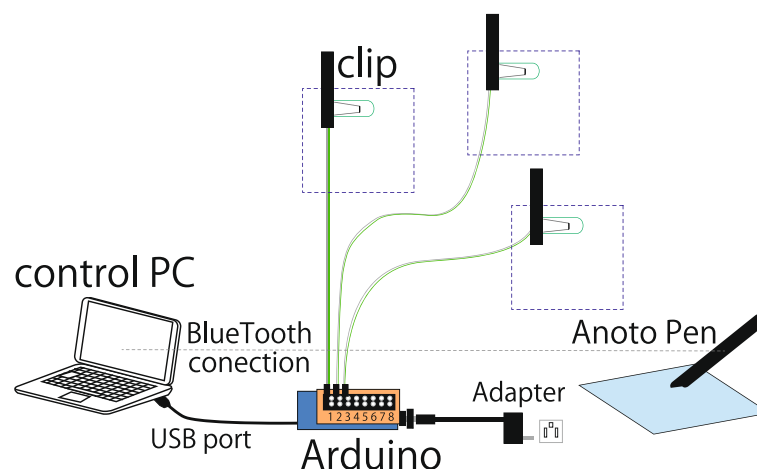 clip
control PC
BlueTooth
conection
Anoto Pen
Adapter
12345678
USB port
Arduino